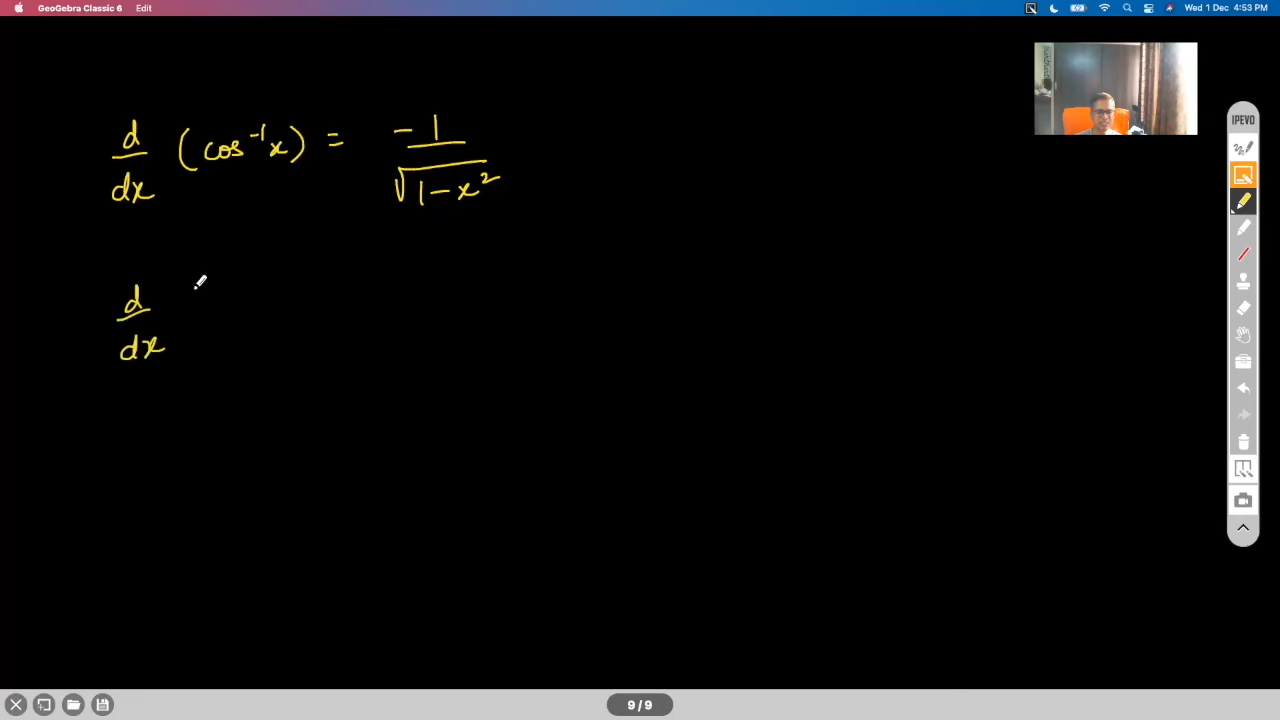 GeoGebra Classic 6 Edit Wed 1 Dec 4:53 PM
IPEVO
d/dx (cos⁻¹x) = -1/√(1-x²)
d/dx
9/9